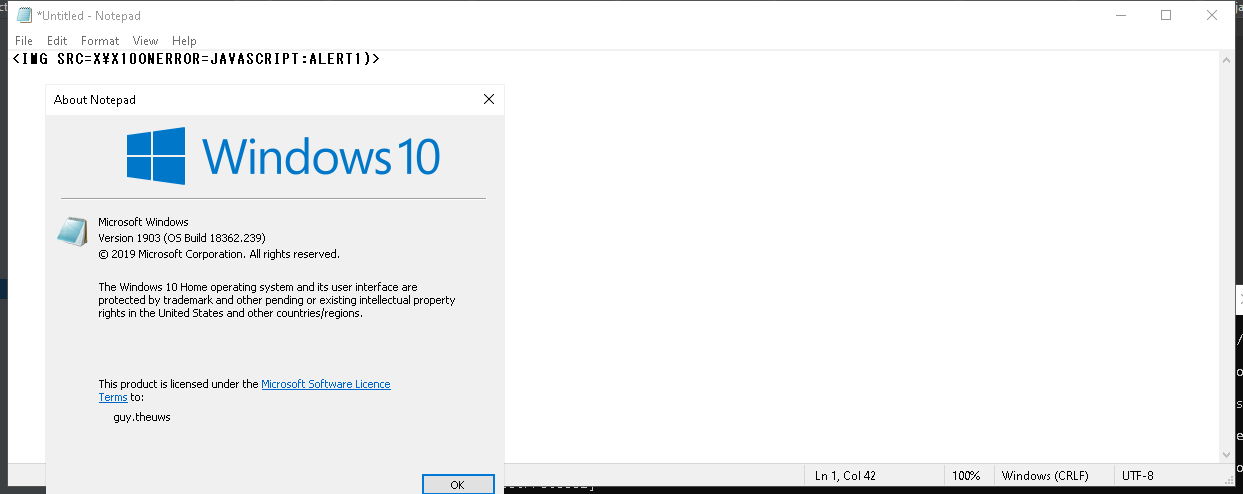 *Untitled - Notepad
File Edit Format View Help
<IMG SRC=X¥X10ONERROR=JAVASCRIPT:ALERT1)>
About Notepad
Windows 10
Microsoft Windows
Version 1903 (OS Build 18362.239)
© 2019 Microsoft Corporation. All rights reserved.
The Windows 10 Home operating system and its user interface are
protected by trademark and other pending or existing intellectual property
rights in the United States and other countries/regions.
This product is licensed under the Microsoft Software Licence
Terms to:
guy.theuws
OK
Ln 1, Col 42 100% Windows (CRLF) UTF-8